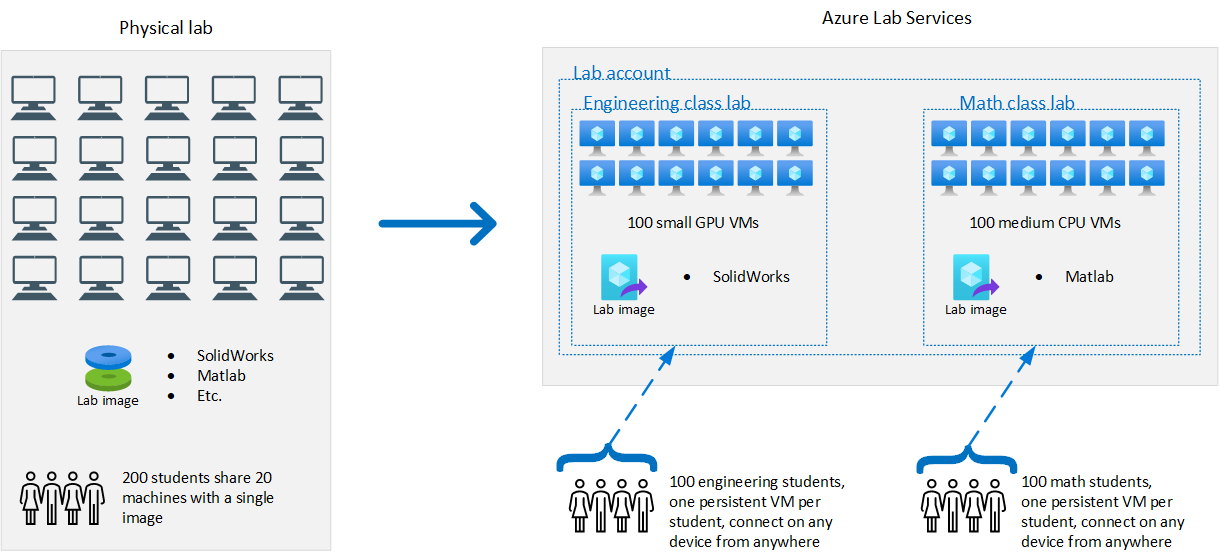 Physical lab
SolidWorks
Matlab
Etc.
Lab image
200 students share 20
machines with a single
image
Azure Lab Services
Lab account
Engineering class lab
100 small GPU VMs
SolidWorks
Lab image
Math class lab
100 medium CPU VMs
Matlab
Lab image
100 engineering students,
one persistent VM per
student, connect on any
device from anywhere
100 math students,
one persistent VM per
student, connect on any
device from anywhere